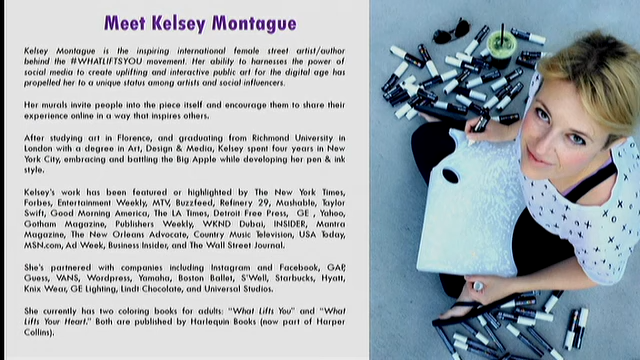 Meet Kelsey Montague
Kelsey Montague is the inspiring international female street artist/author
behind the #WHATLIFTSYOU movement. Her ability to harnesses the power of
social media to create uplifting and interactive public art for the digital age has
propelled her to a unique status among artists and social influencers.
Her murals invite people into the piece itself and encourage them to share their
experience online in a way that inspires others.
After studying art in Florence, and graduating from Richmond University in
London with a degree in Art, Design & Media, Kelsey spent four years in New
York City, embracing and battling the Big Apple while developing her pen & ink
style.
Kelsey's work has been featured or highlighted by The New York Times,
Forbes, Entertainment Weekly, MTV, Buzzfeed, Refinery 29, Mashable, Taylor
Swift, Good Morning America, The LA Times, Detroit Free Press, GE , Yahoo,
Gotham Magazine, Publishers Weekly, WKND Dubai, INSIDER, Mantra
Magazine, The New Orleans Advocate, Country Music Television, USA Today,
MSN.com, Ad Week, Business Insider, and The Wall Street Journal.
She's partnered with companies including Instagram and Facebook, GAP,
Guess, VANS, Wordpress, Yamaha, Boston Ballet, S'Well, Starbucks, Hyatt,
Knix Wear, GE Lighting, Lindt Chocolate, and Universal Studios.
She currently has two coloring books for adults: "What Lifts You" and "What
Lifts Your Heart." Both are published by Harlequin Books (now part of Harper
Collins).